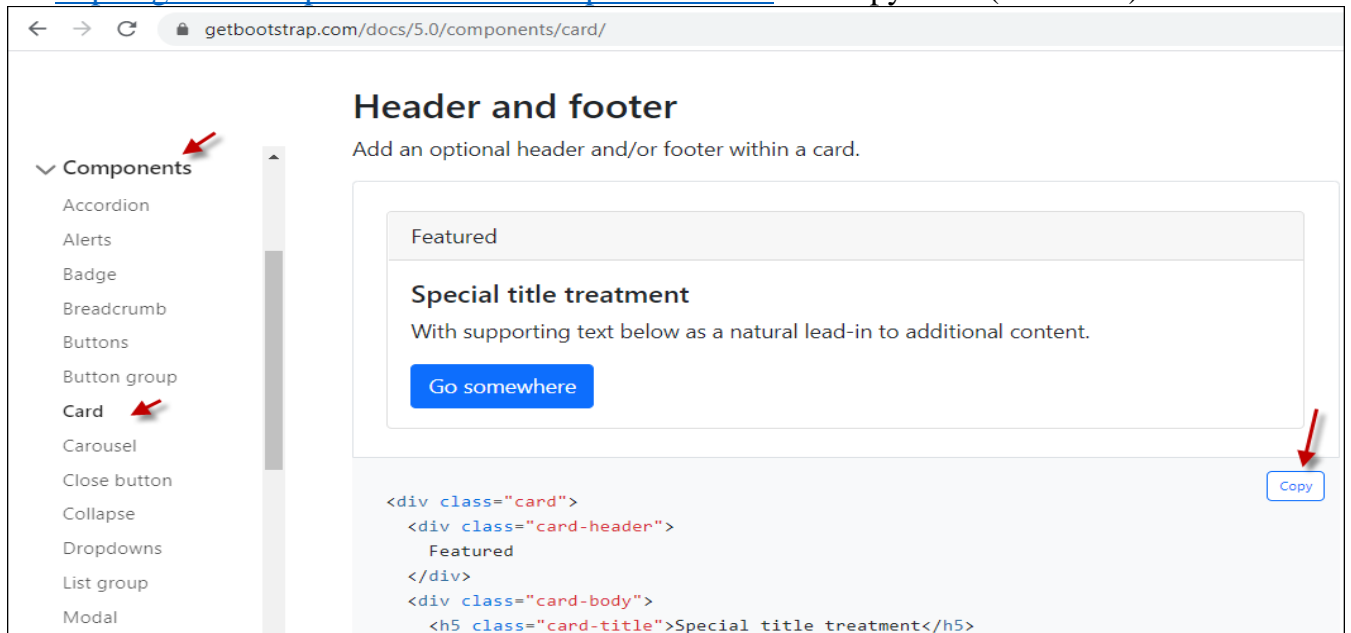 getbootstrap.com/docs/5.0/components/card/
Components
Accordion
Alerts
Badge
Breadcrumb
Buttons
Button group
Card
Carousel
Close button
Collapse
Dropdowns
List group
Modal
Header and footer
Add an optional header and/or footer within a card.
Featured
Special title treatment
With supporting text below as a natural lead-in to additional content.
Go somewhere
Copy
<div class="card">
<div class="card-header">
Featured
</div>
<div class="card-body">
<h5 class="card-title">Special title treatment</h5>